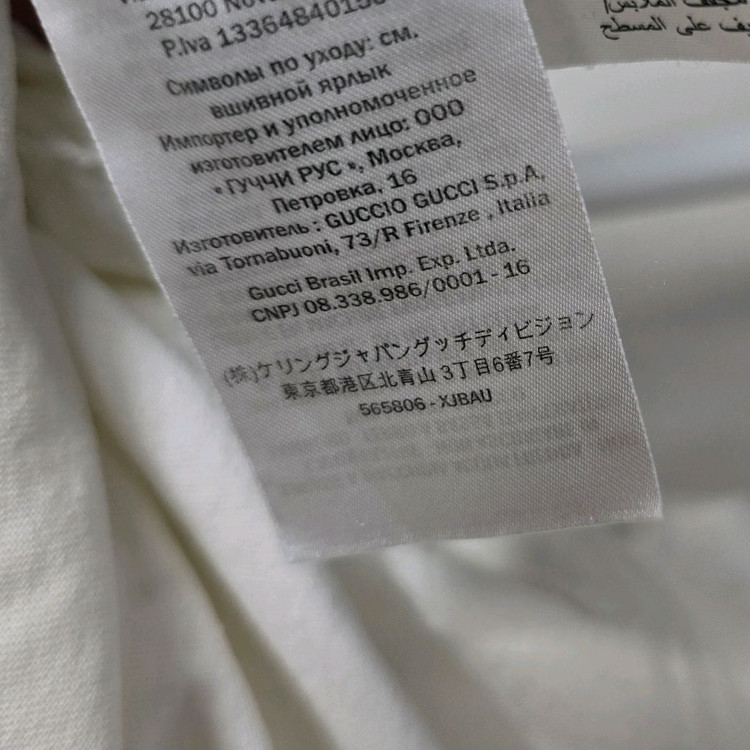 28100
P.Iva 133648401
Символы по уходу: см.
вшивной ярлык
Импортер и уполномоченное
изготовителем лицо: ООО
«ГУЧЧИ РУС», Москва,
Петровка, 16
Изготовитель : GUCCIO GUCCI S.p.A.
via Tornabuoni, 73/R Firenze , Italia
Gucci Brasil Imp. Exp. Ltda.
CNPJ 08.338.986/0001-16
(株)ケリングジャパングッチディビジョン
東京都港区北青山 3丁目6番7号
565806 - XJBAU
على المسطح